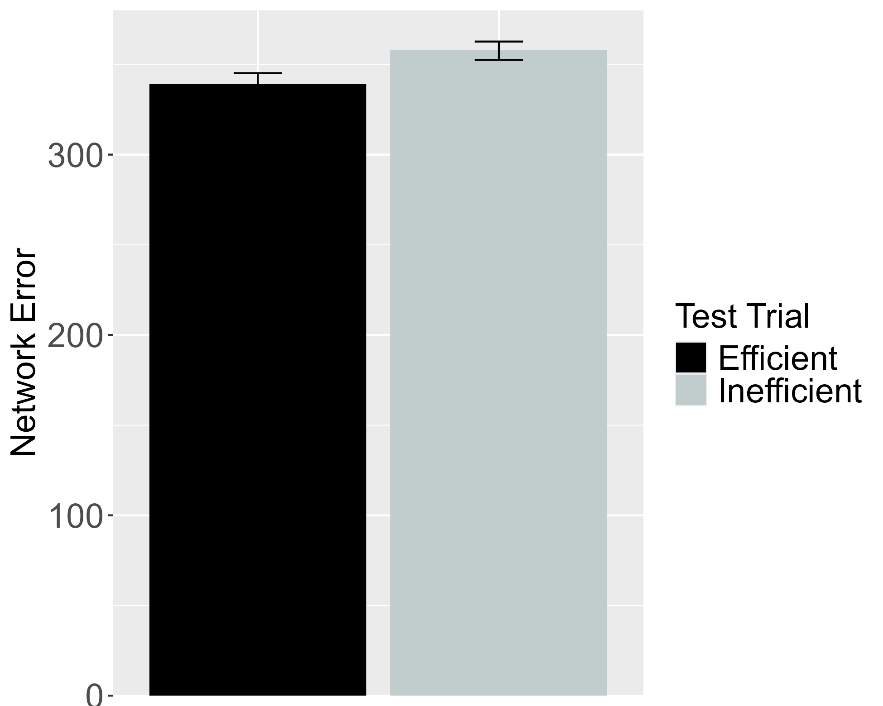 Network Error
300
200
100
0
Test Trial
Efficient
Inefficient